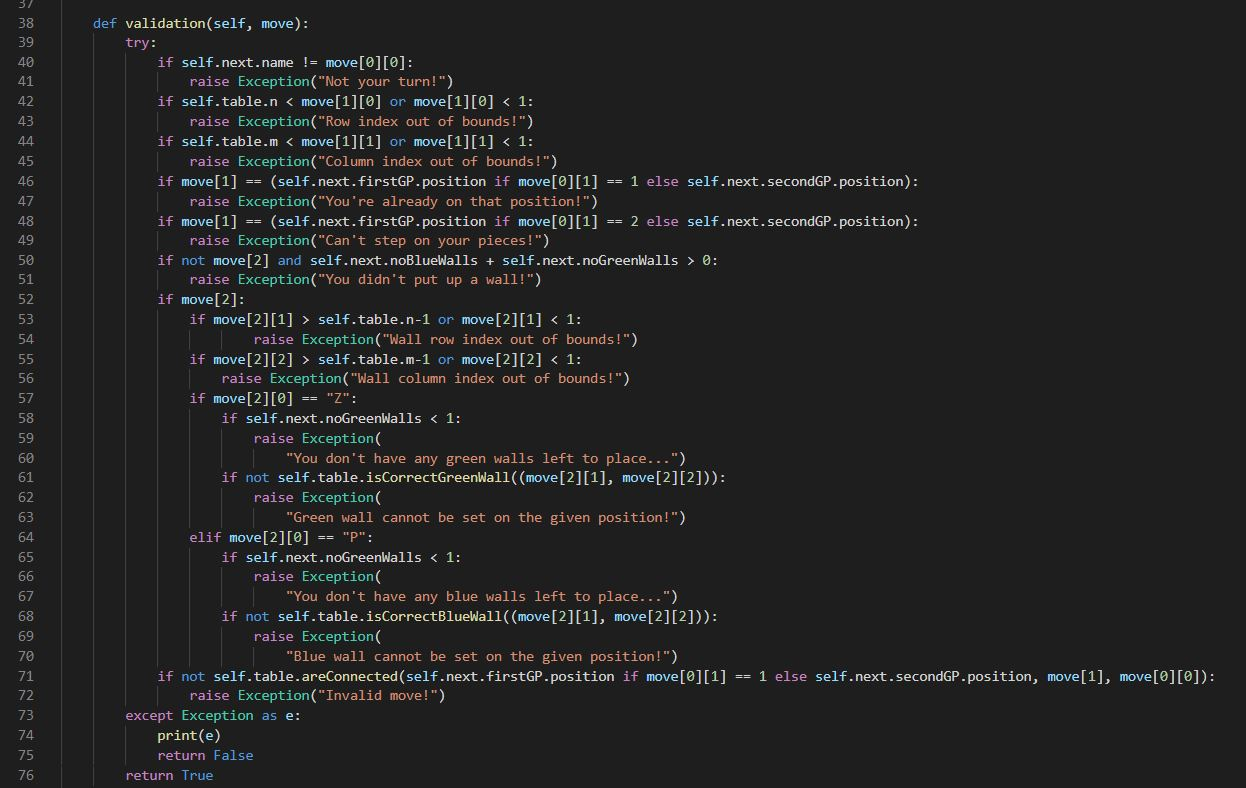 37
38 def validation(self, move):
39 try:
40 if self.next.name != move[0][0]:
41 raise Exception("Not your turn!")
42 if self.table.n < move[1][0] or move[1][0] < 1:
43 raise Exception("Row index out of bounds!")
44 if self.table.m < move[1][1] or move[1][1] < 1:
45 raise Exception("Column index out of bounds!")
46 if move[1] == (self.next.firstGP.position if move[0][1] == 1 else self.next.secondGP.position):
47 raise Exception("You're already on that position!")
48 if move[1] == (self.next.firstGP.position if move[0][1] == 2 else self.next.secondGP.position):
49 raise Exception("Can't step on your pieces!")
50 if not move[2] and self.next.noBlueWalls + self.next.noGreenWalls > 0:
51 raise Exception("You didn't put up a wall!")
52 if move[2]:
53 if move[2][1] > self.table.n-1 or move[2][1] < 1:
54 raise Exception("Wall row index out of bounds!")
55 if move[2][2] > self.table.m-1 or move[2][2] < 1:
56 raise Exception("Wall column index out of bounds!")
57 if move[2][0] == "Z":
58 if self.next.noGreenWalls < 1:
59 raise Exception(
60 "You don't have any green walls left to place...")
61 if not self.table.isCorrectGreenWall((move[2][1], move[2][2])):
62 raise Exception(
63 "Green wall cannot be set on the given position!")
64 elif move[2][0] == "P":
65 if self.next.noGreenWalls < 1:
66 raise Exception(
67 "You don't have any blue walls left to place...")
68 if not self.table.isCorrectBlueWall((move[2][1], move[2][2])):
69 raise Exception(
70 "Blue wall cannot be set on the given position!")
71 if not self.table.areConnected(self.next.firstGP.position if move[0][1] == 1 else self.next.secondGP.position, move[1], move[0][0]):
72 raise Exception("Invalid move!")
73 except Exception as e:
74 print(e)
75 return False
76 return True